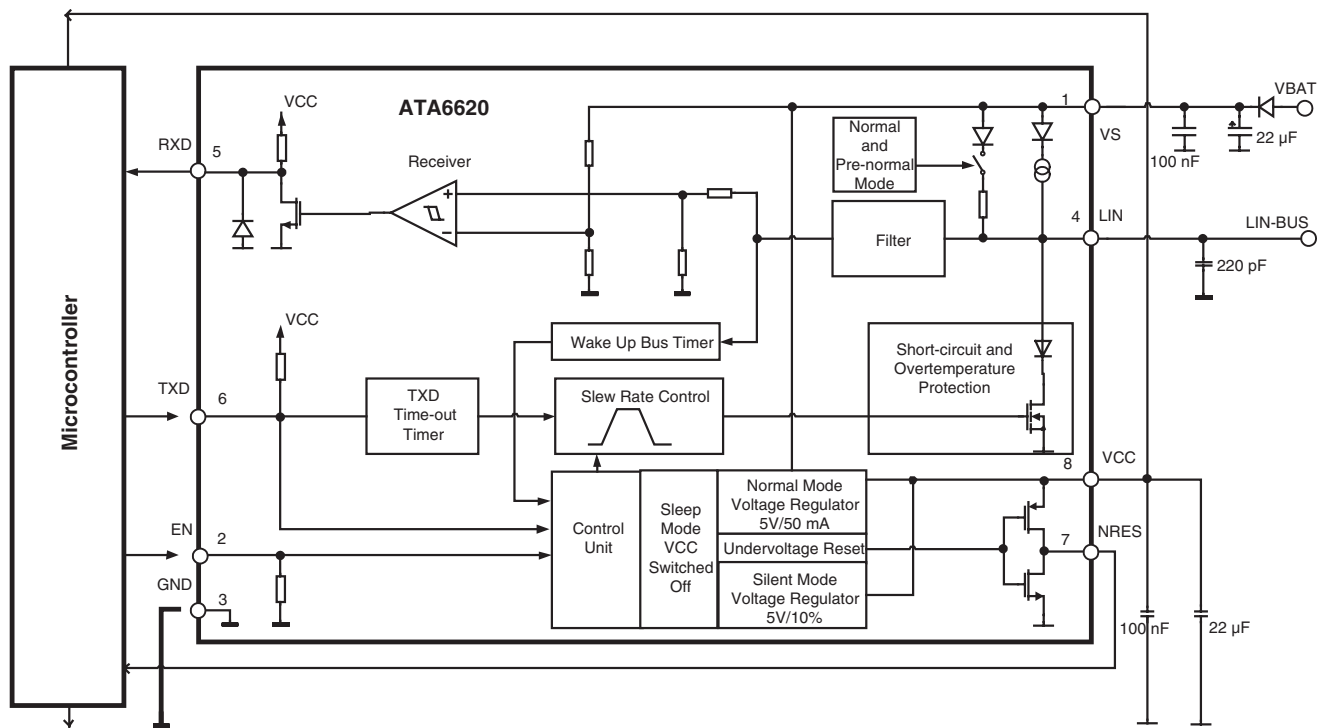 Microcontroller
ATA6620
VCC
RXD
5
Receiver
+
−
Normal
and
Pre-normal
Mode
1
VS
VBAT
100 nF
22 µF
4
LIN
LIN-BUS
Filter
220 pF
VCC
Wake Up Bus Timer
Short-circuit and
Overtemperature
Protection
TXD
6
TXD
Time-out
Timer
Slew Rate Control
8
VCC
EN
2
Control
Unit
Sleep
Mode
VCC
Switched
Off
Normal Mode
Voltage Regulator
5V/50 mA
Undervoltage Reset
Silent Mode
Voltage Regulator
5V/10%
7
NRES
GND
3
100 nF
22 µF